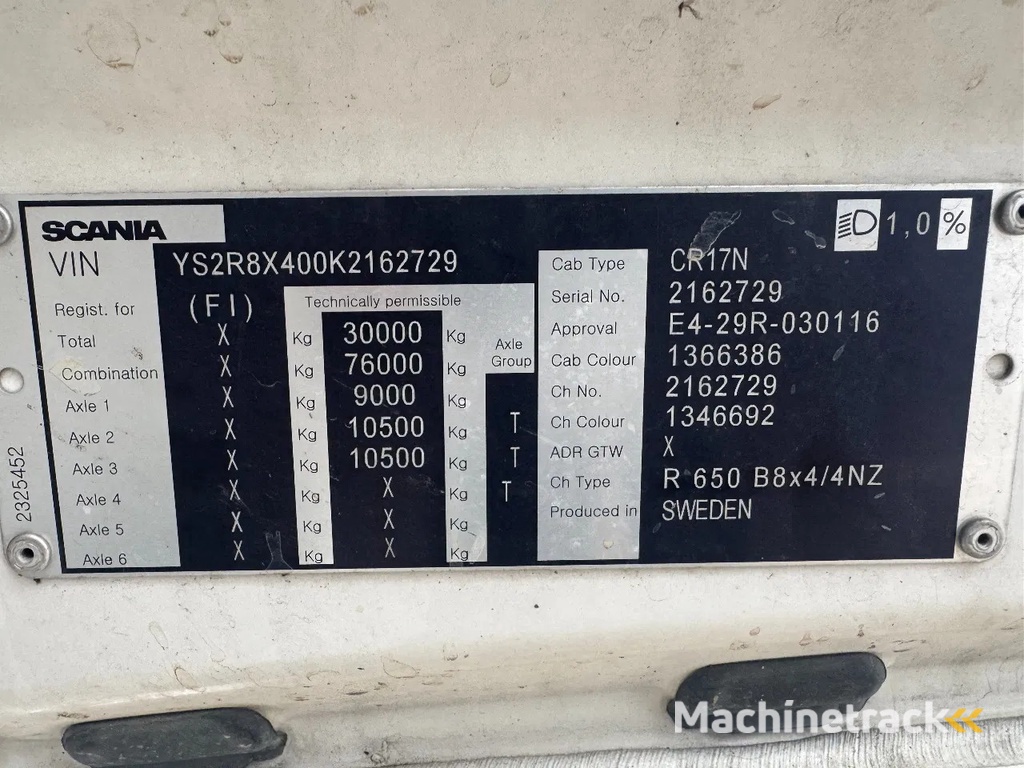 SCANIA
1,0 %
VIN YS2R8X400K2162729
Regist. for (FI) Technically permissible
Total X Kg 30000 Kg Axle Group
Combination X Kg 76000 Kg
Axle 1 X Kg 9000 Kg
Axle 2 X Kg 10500 Kg T
Axle 3 X Kg 10500 Kg T
Axle 4 X Kg X Kg T
Axle 5 X Kg X Kg
Axle 6 X Kg X Kg
Cab Type CR17N
Serial No. 2162729
Approval E4-29R-030116
Cab Colour 1366386
Ch No. 2162729
Ch Colour 1346692
ADR GTW X
Ch Type R 650 B8x4/4NZ
Produced in SWEDEN
2325452
Machinetrack